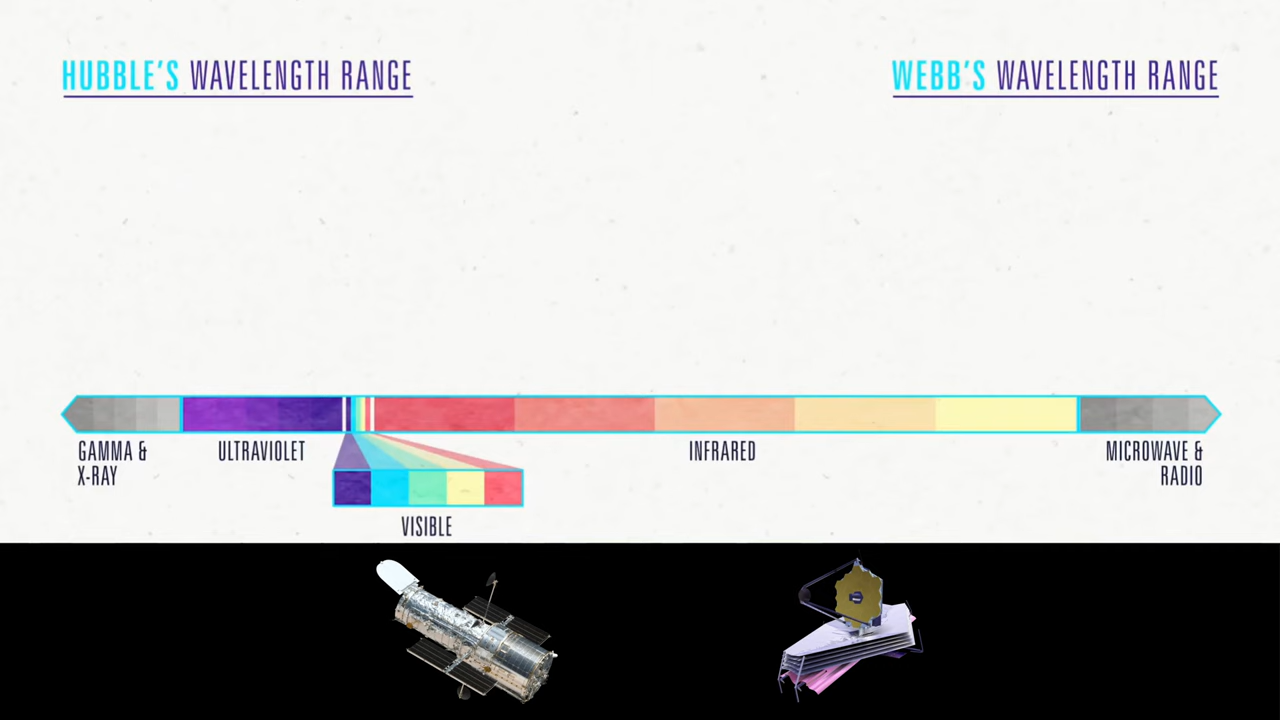 HUBBLE'S WAVELENGTH RANGE
WEBB'S WAVELENGTH RANGE
GAMMA &
X-RAY
ULTRAVIOLET
INFRARED
MICROWAVE &
RADIO
VISIBLE